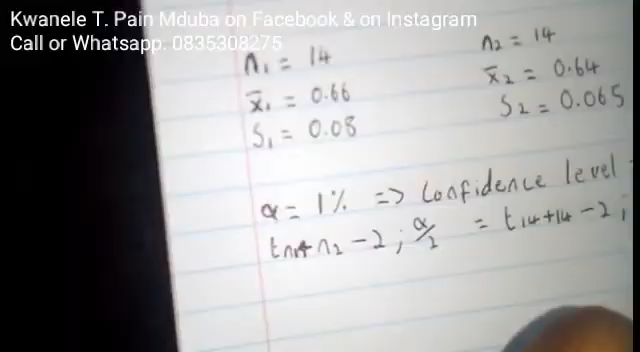 Kwanele T. Pain Mduba on Facebook & on Instagram
Call or Whatsapp: 0835308275
n₁ = 14
x̄₁ = 0.66
S₁ = 0.08
n₂ = 14
x̄₂ = 0.64
S₂ = 0.065
α = 1% => Confidence level
tn₁+n₂-2; α/2 = t14+14-2;